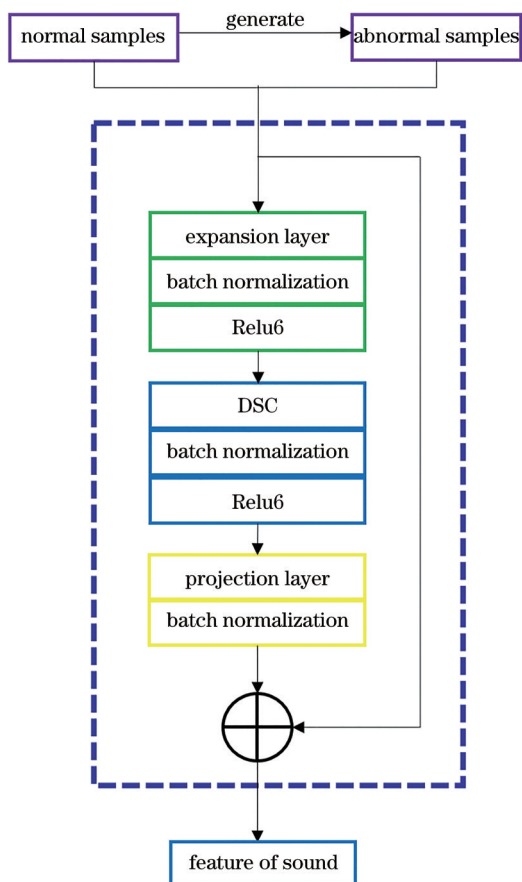 generate
normal samples
abnormal samples
expansion layer
batch normalization
Relu6
DSC
batch normalization
Relu6
projection layer
batch normalization
feature of sound